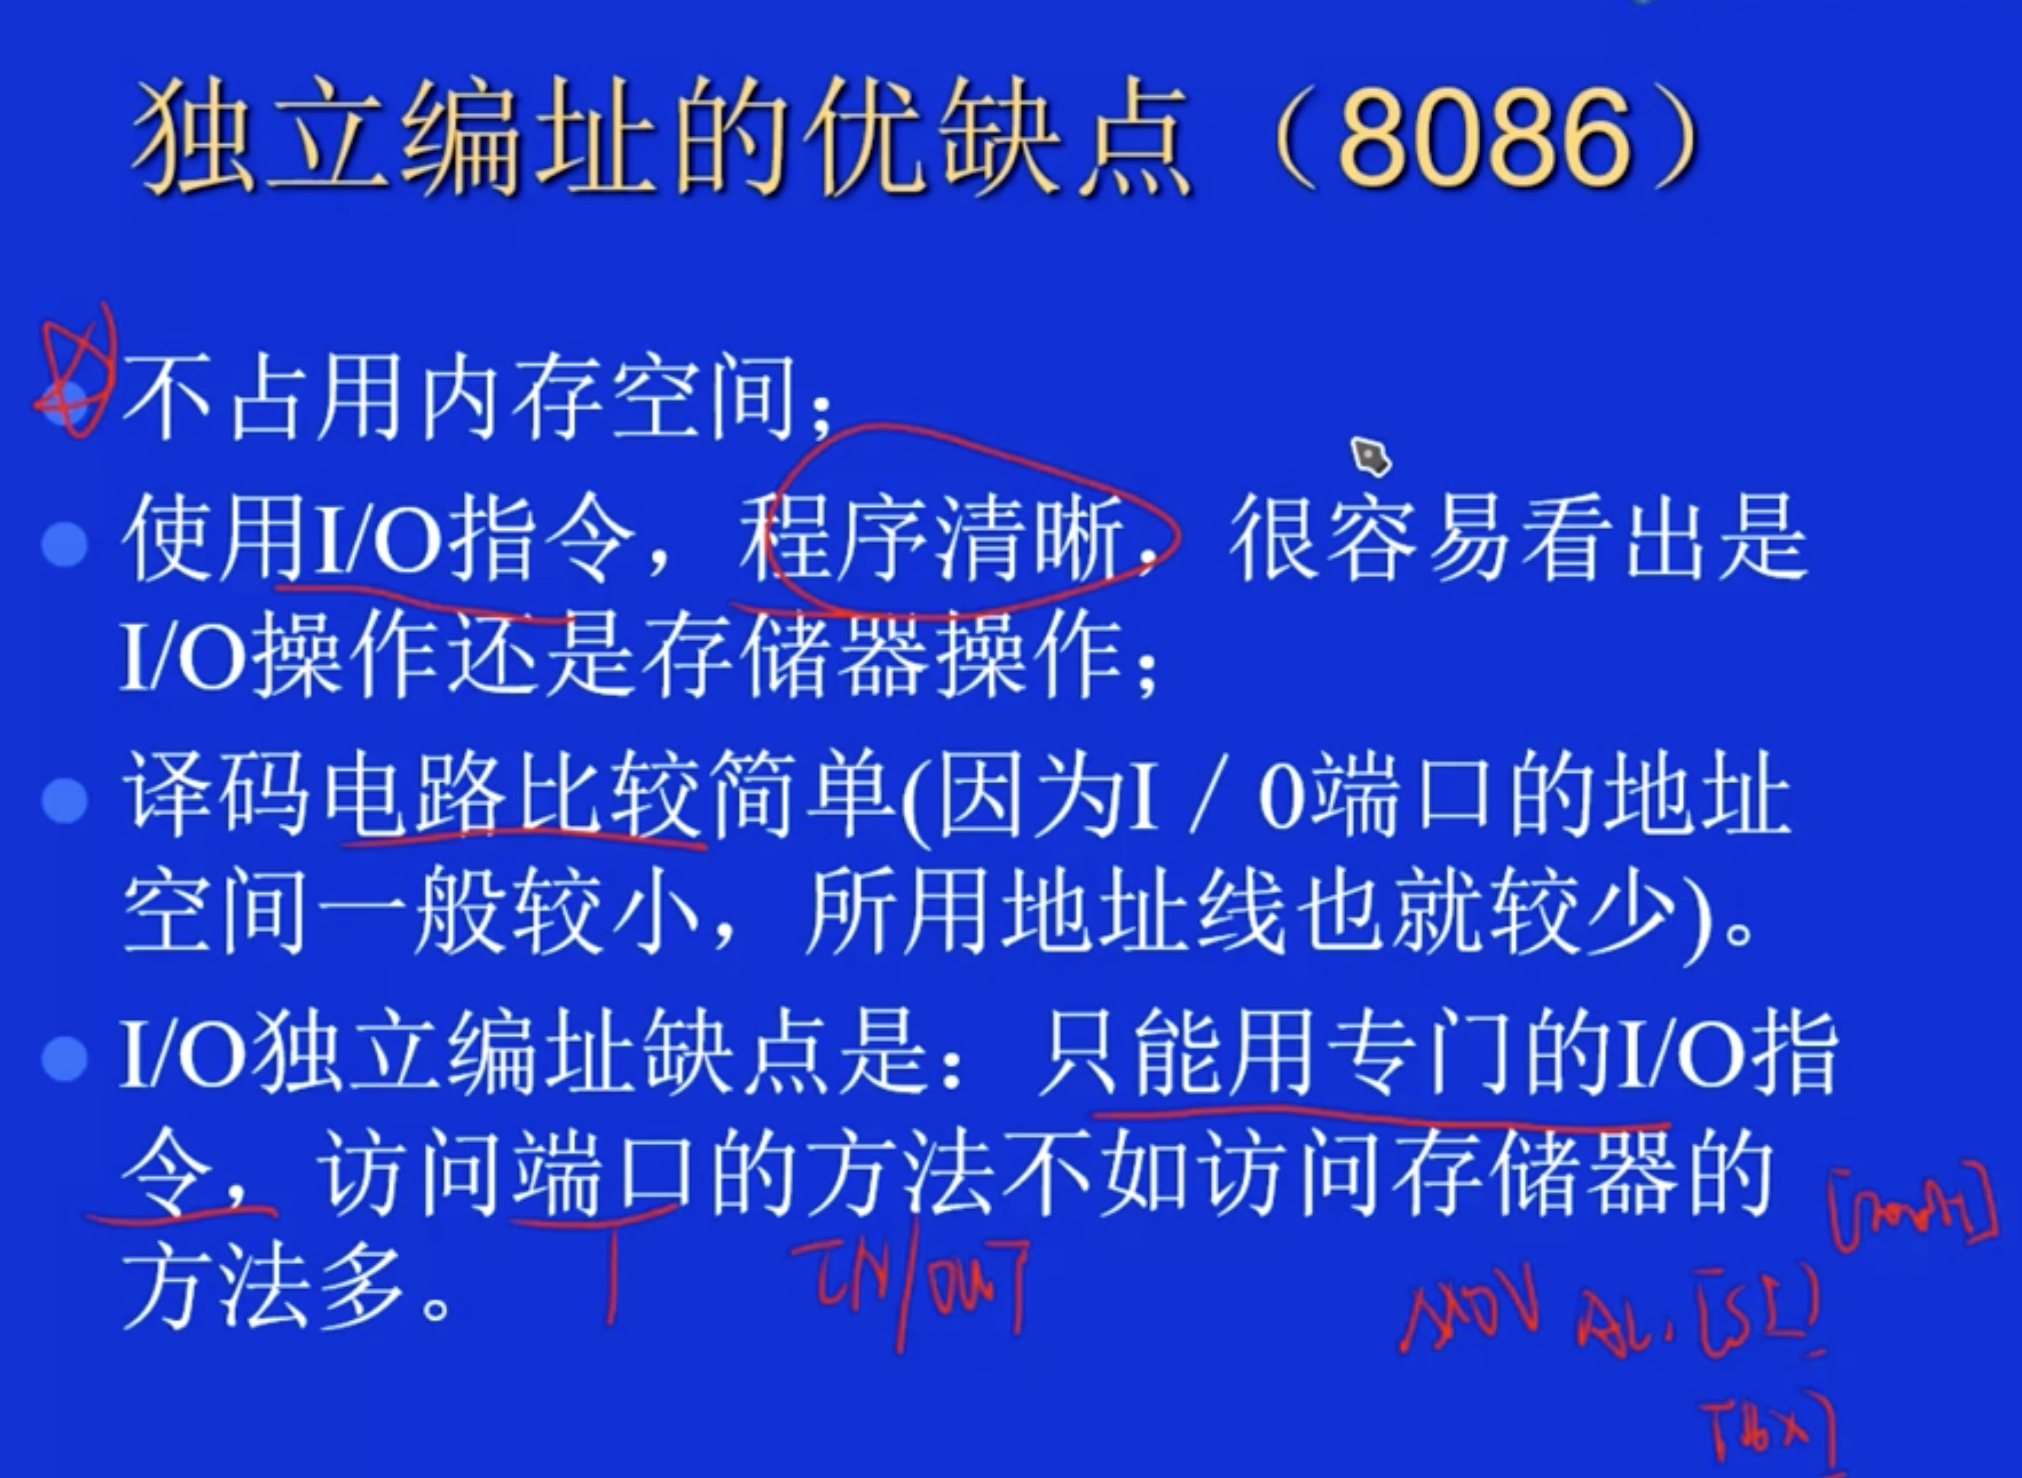 独立编址的优缺点（8086）
不占用内存空间；
使用I/O指令，程序清晰，很容易看出是
I/O操作还是存储器操作；
译码电路比较简单(因为I／0端口的地址
空间一般较小，所用地址线也就较少)。
I/O独立编址缺点是：只能用专门的I/O指
令，访问端口的方法不如访问存储器的
方法多。
IN/OUT
MOV AL,[SI]
[BX]